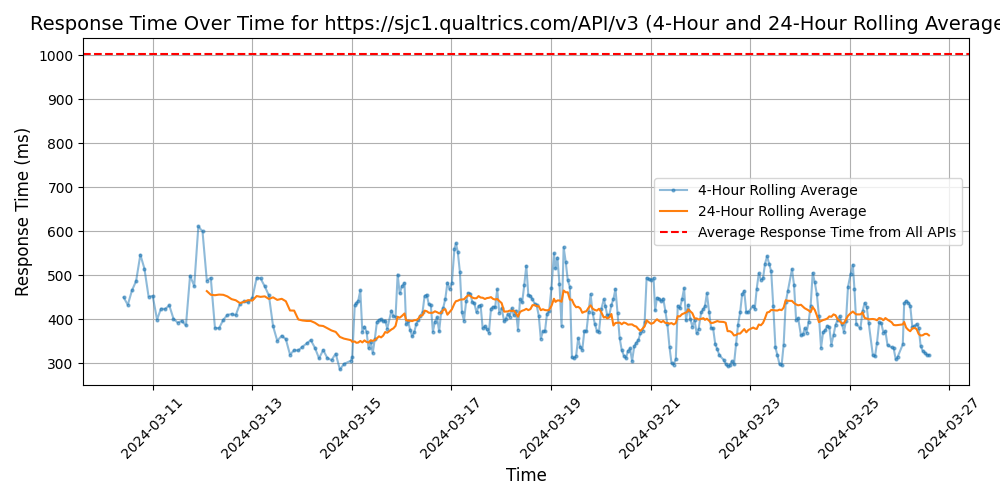 Response Time Over Time for https://sjc1.qualtrics.com/API/v3 (4-Hour and 24-Hour Rolling Average
Response Time (ms)
1000
900
800
700
600
500
400
300
4-Hour Rolling Average
24-Hour Rolling Average
Average Response Time from All APIs
2024-03-11
2024-03-13
2024-03-15
2024-03-17
2024-03-19
2024-03-21
2024-03-23
2024-03-25
2024-03-27
Time